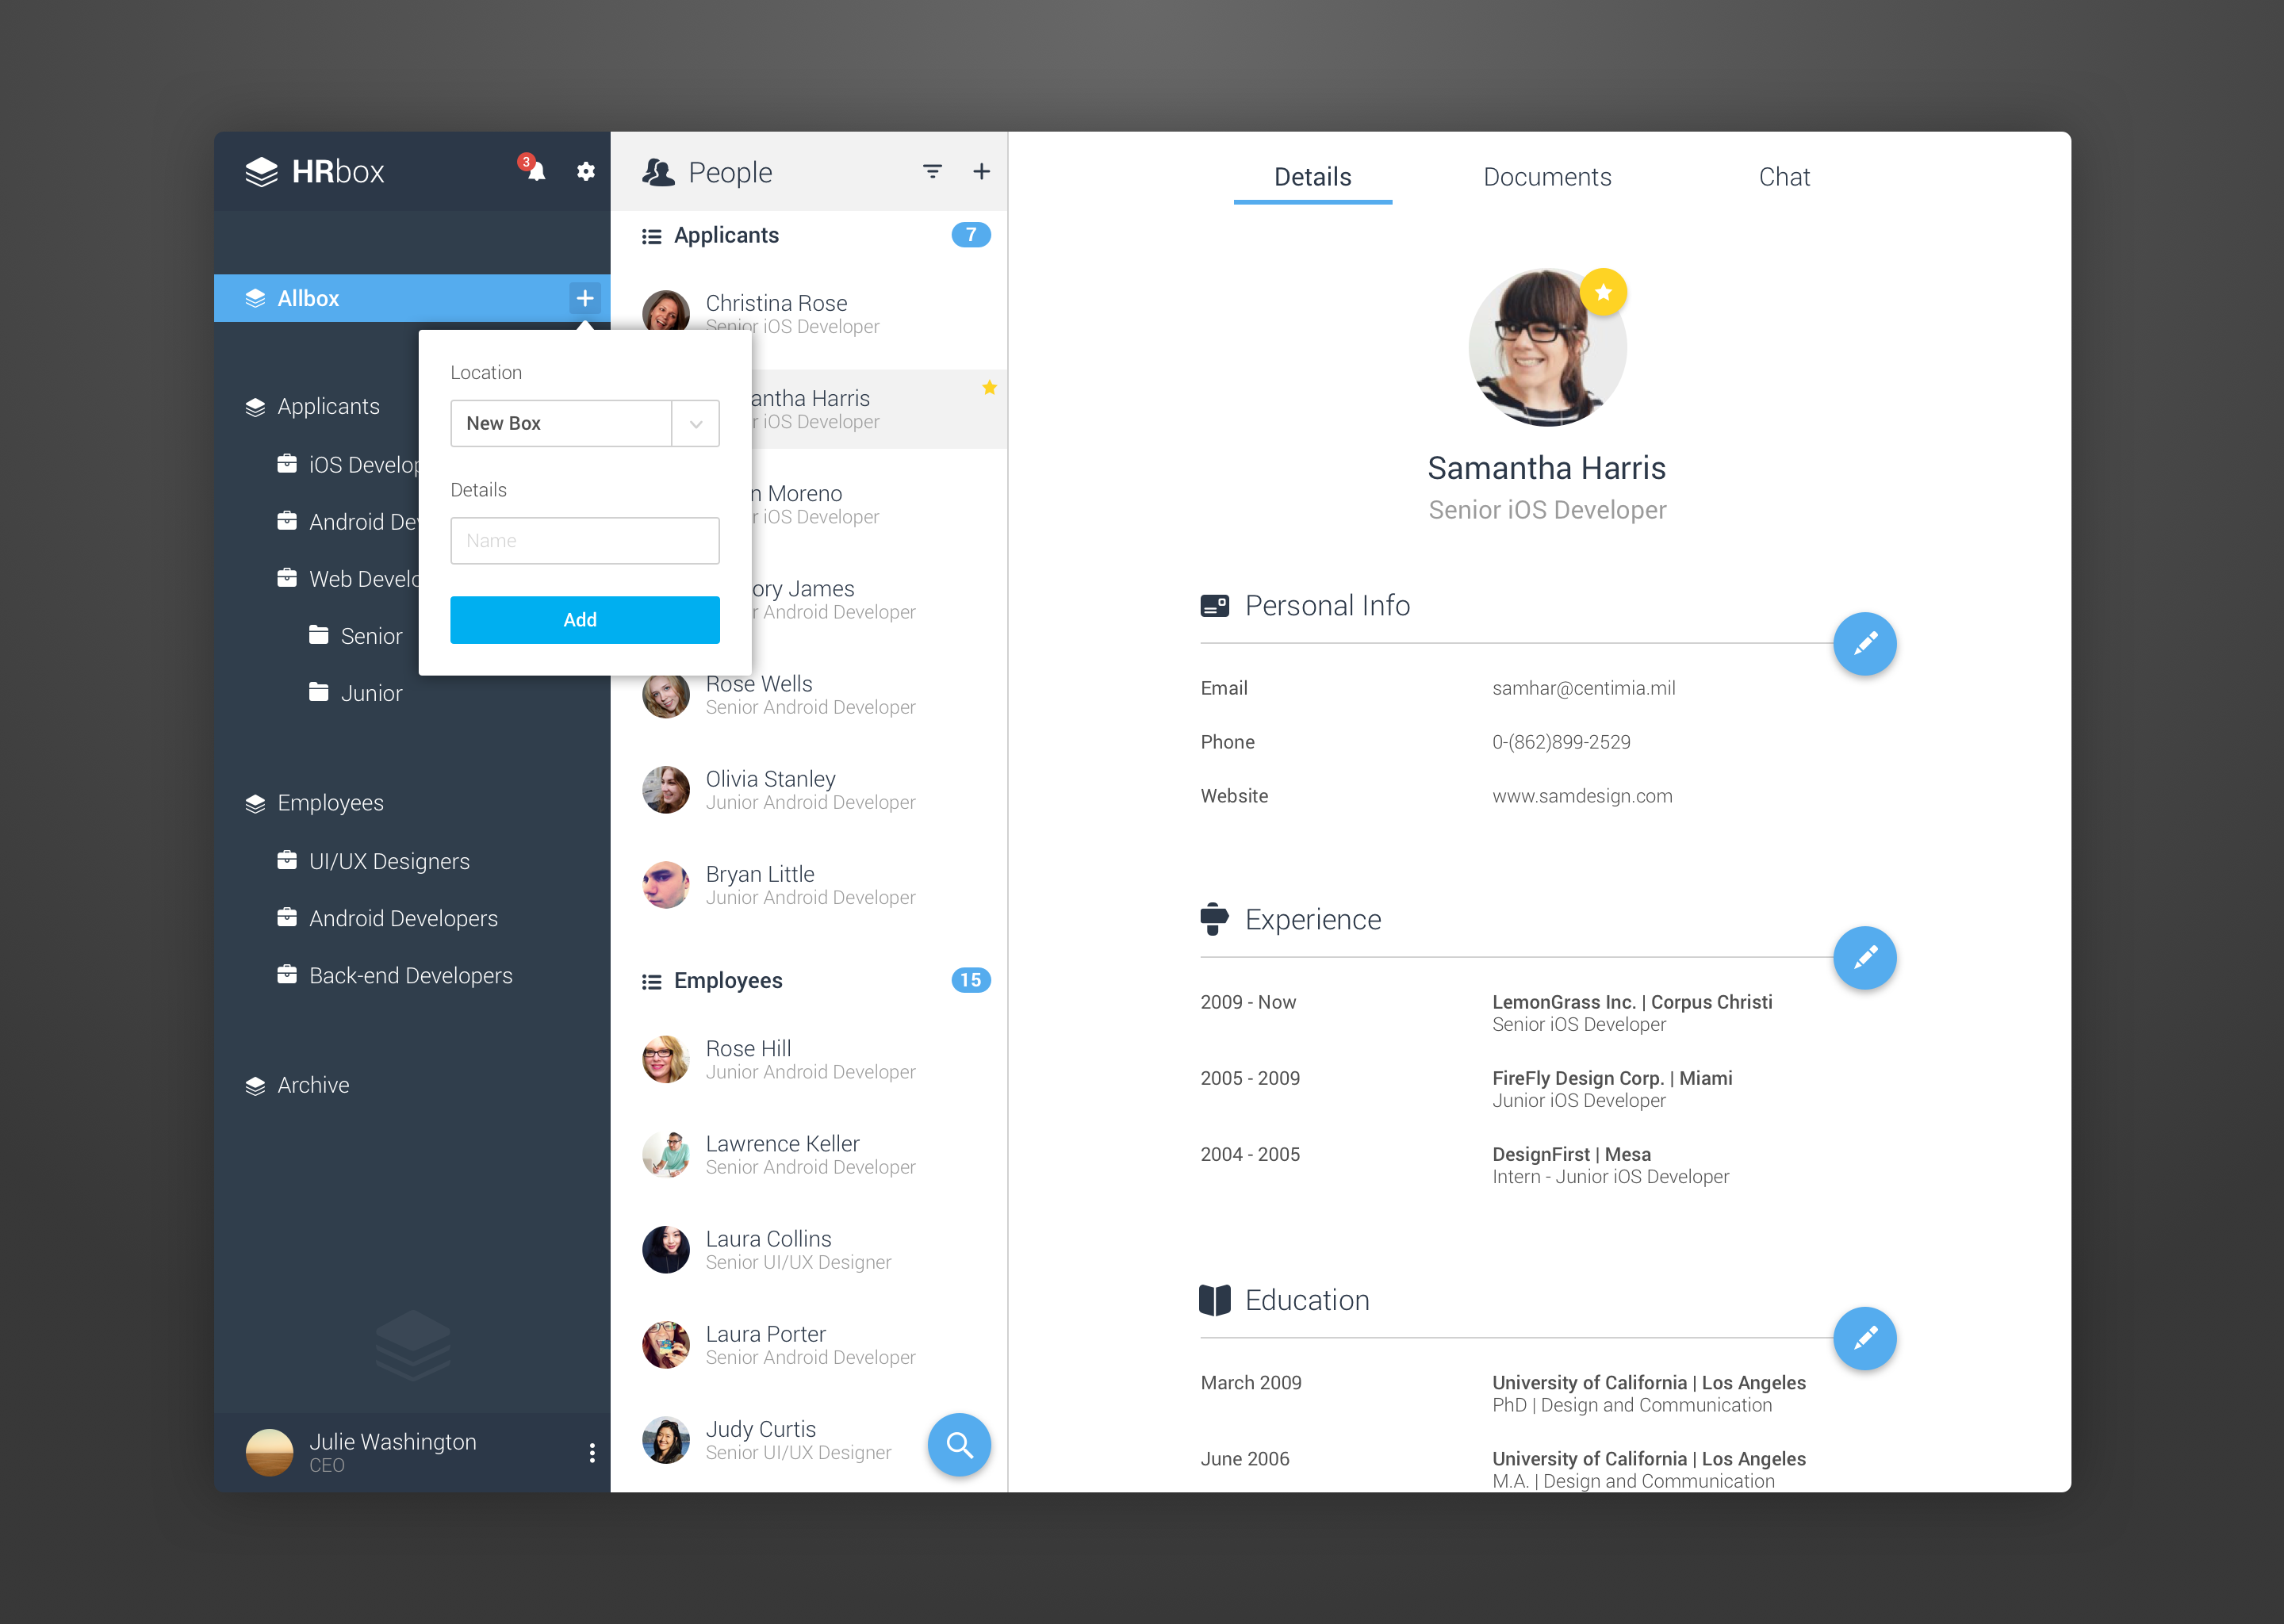 HRbox
3
Allbox
Applicants
iOS
Android
Web
Senior
Junior
Employees
UI/UX Designers
Android Developers
Back-end Developers
Archive
Julie Washington
CEO
Location
New Box
Details
Name
Add
People
Applicants 7
Christina Rose
Senior iOS Developer
Harris
iOS Developer
Moreno
iOS Developer
James
Android Developer
Rose Wells
Senior Android Developer
Olivia Stanley
Junior Android Developer
Bryan Little
Junior Android Developer
Employees 15
Rose Hill
Junior Android Developer
Lawrence Keller
Senior Android Developer
Laura Collins
Senior UI/UX Designer
Laura Porter
Senior Android Developer
Judy Curtis
Senior UI/UX Designer
Details Documents Chat
Samantha Harris
Senior iOS Developer
Personal Info
Email samhar@centimia.mil
Phone 0-(862)899-2529
Website www.samdesign.com
Experience
2009 - Now LemonGrass Inc. | Corpus Christi
Senior iOS Developer
2005 - 2009 FireFly Design Corp. | Miami
Junior iOS Developer
2004 - 2005 DesignFirst | Mesa
Intern - Junior iOS Developer
Education
March 2009 University of California | Los Angeles
PhD | Design and Communication
June 2006 University of California | Los Angeles
M.A. | Design and Communication